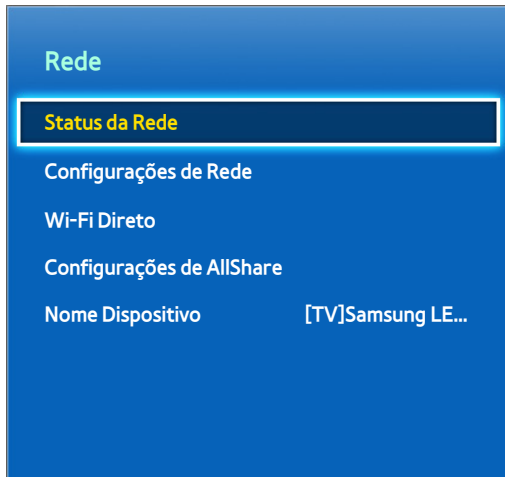 Rede
Status da Rede
Configurações de Rede
Wi-Fi Direto
Configurações de AllShare
Nome Dispositivo [TV]Samsung LE...